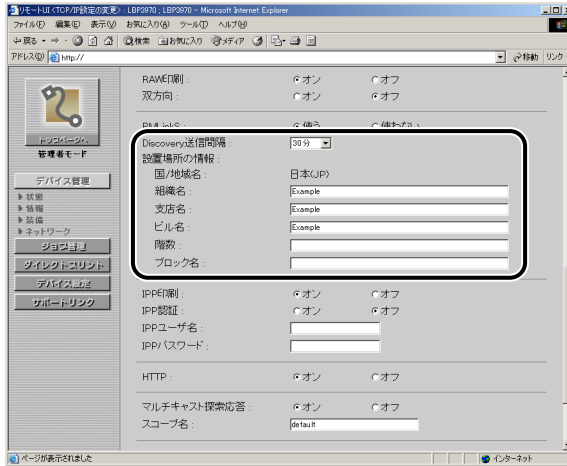 リモートUI <TOP/IP設定の変更> : LBP3970 ; LBP3970 - Microsoft Internet Explorer
ファイル(F) 編集(E) 表示(V) お気に入り(A) ツール(T) ヘルプ(H)
戻る 検索 お気に入り メディア
アドレス(D) http:// 移動 リンク
トップページへ
管理者モード
デバイス管理
状態
情報
装備
ネットワーク
ジョブ管理
ダイレクトプリント
デバイス設定
サポートリンク
RAW印刷 : オン オフ
双方向 : オン オフ
RMLinkS : 使う 使わない
Discovery送信間隔 : 30分
設置場所の情報 :
国/地域名 : 日本(JP)
組織名 : Example
支店名 : Example
ビル名 : Example
階数 :
ブロック名 :
IPP印刷 : オン オフ
IPP認証 : オン オフ
IPPユーザ名 :
IPPパスワード :
HTTP : オン オフ
マルチキャスト探索応答 : オン オフ
スコープ名 : default
ページが表示されました インターネット